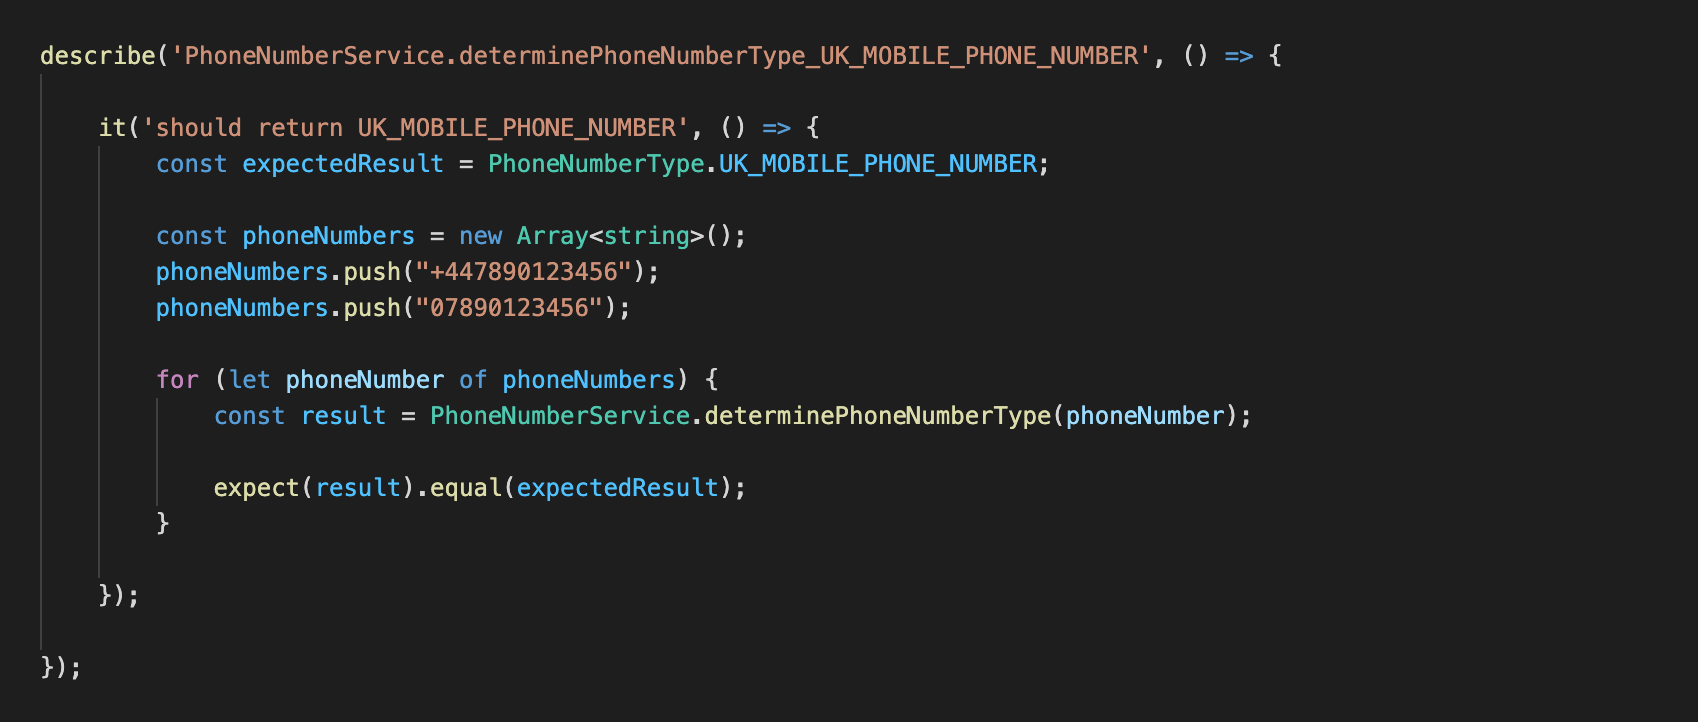 describe('PhoneNumberService.determinePhoneNumberType_UK_MOBILE_PHONE_NUMBER', () => {
it('should return UK_MOBILE_PHONE_NUMBER', () => {
const expectedResult = PhoneNumberType.UK_MOBILE_PHONE_NUMBER;
const phoneNumbers = new Array<string>();
phoneNumbers.push("+447890123456");
phoneNumbers.push("07890123456");
for (let phoneNumber of phoneNumbers) {
const result = PhoneNumberService.determinePhoneNumberType(phoneNumber);
expect(result).equal(expectedResult);
}
});
});